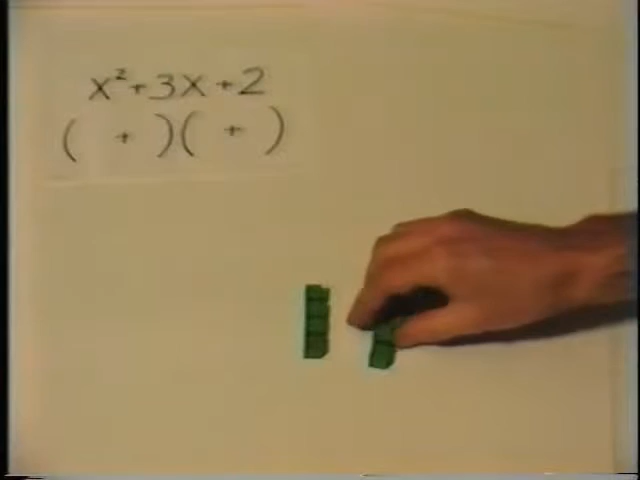 x²+3x+2
( + )( + )